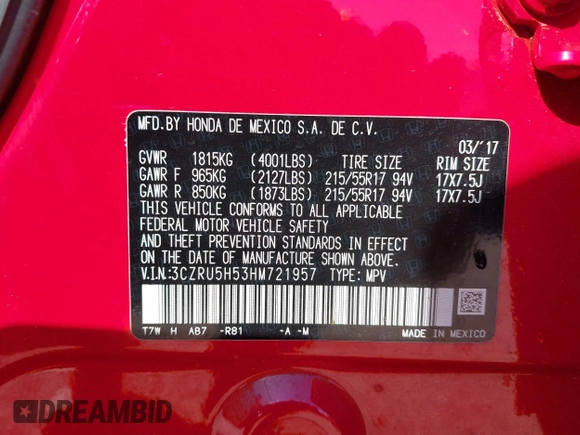 MFD.BY HONDA DE MEXICO S.A. DE C.V.
03/'17
GVWR 1815KG (4001LBS) TIRE SIZE RIM SIZE
GAWR F 965KG (2127LBS) 215/55R17 94V 17X7.5J
GAWR R 850KG (1873LBS) 215/55R17 94V 17X7.5J
THIS VEHICLE CONFORMS TO ALL APPLICABLE
FEDERAL MOTOR VEHICLE SAFETY
AND THEFT PREVENTION STANDARDS IN EFFECT
ON THE DATE OF MANUFACTURE SHOWN ABOVE.
V.I.N:3CZRU5H53HM721957 TYPE: MPV
T7W H AB7 -R81 -A -M
MADE IN MEXICO
DREAMBID